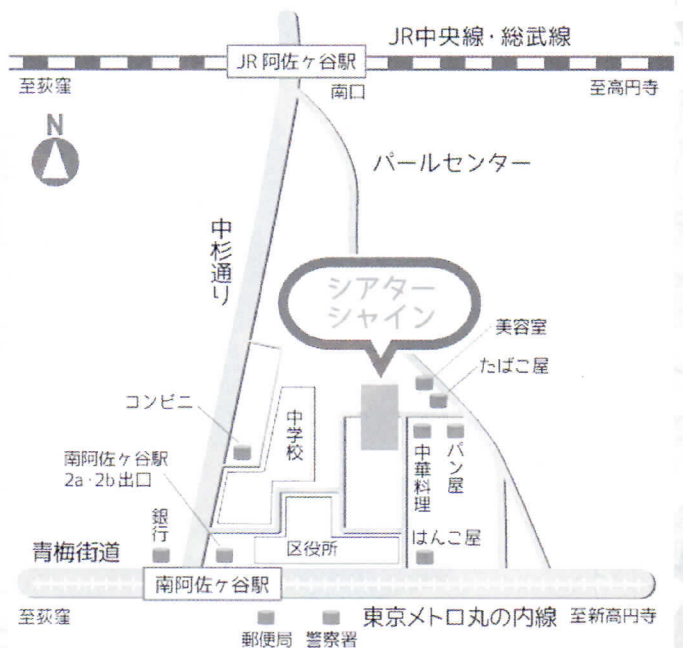 JR中央線・総武線
JR 阿佐ヶ谷駅
至荻窪
南口
至高円寺
N
パールセンター
中杉通り
シアター
シャイン
美容室
たばこ屋
コンビニ
中学校
南阿佐ヶ谷駅
2a・2b出口
中華料理
パン屋
銀行
区役所
はんこ屋
青梅街道
南阿佐ヶ谷駅
至荻窪
東京メトロ丸の内線
至新高円寺
郵便局
警察署